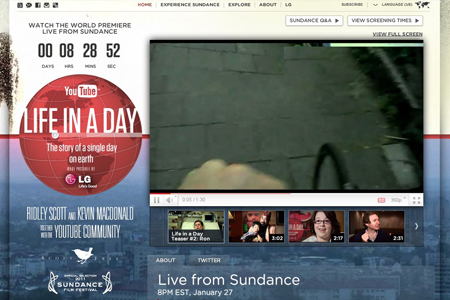 HOME | EXPERIENCE SUNDANCE | EXPLORE | ABOUT | LG
SUBSCRIBE
LANGUAGE (US)
WATCH THE WORLD PREMIERE
LIVE FROM SUNDANCE
SUNDANCE Q&A ▶
VIEW SCREENING TIMES ▶
VIEW FULL SCREEN
00 08 28 52
DAYS HRS MINS SEC
YouTube
LIFE IN A DAY
The story of a single day
on earth
LG
Life's Good
0:05 / 1:30
360p
RIDLEY SCOTT AND KEVIN MACDONALD
TOGETHER WITH THE YOUTUBE COMMUNITY
Life in a Day
Teaser #2: Ron
3:02
2:17
2:31
OFFICIAL SELECTION
2011
SUNDANCE
FILM FESTIVAL
ABOUT
TWITTER
Live from Sundance
8PM EST, January 27